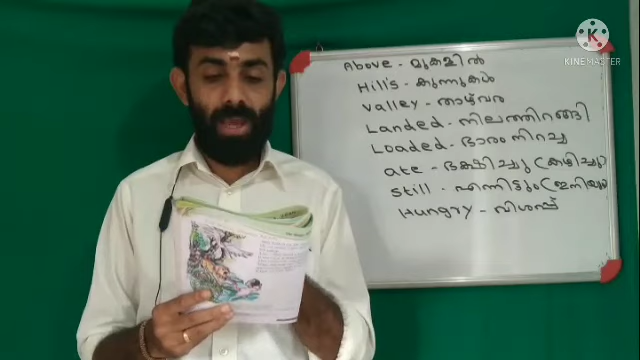 Above - മുകളിൽ
Hill's - കുന്നുകൾ
Valley - താഴ്‌വര
Landed - നിലത്തിറങ്ങി
Loaded - ഭാരം നിറച്ച
ate - ഭക്ഷിച്ചു (കഴിച്ചു)
Still - എന്നിട്ടും (ഇനിയും)
Hungry - വിശപ്പ്
K
KINEMASTER